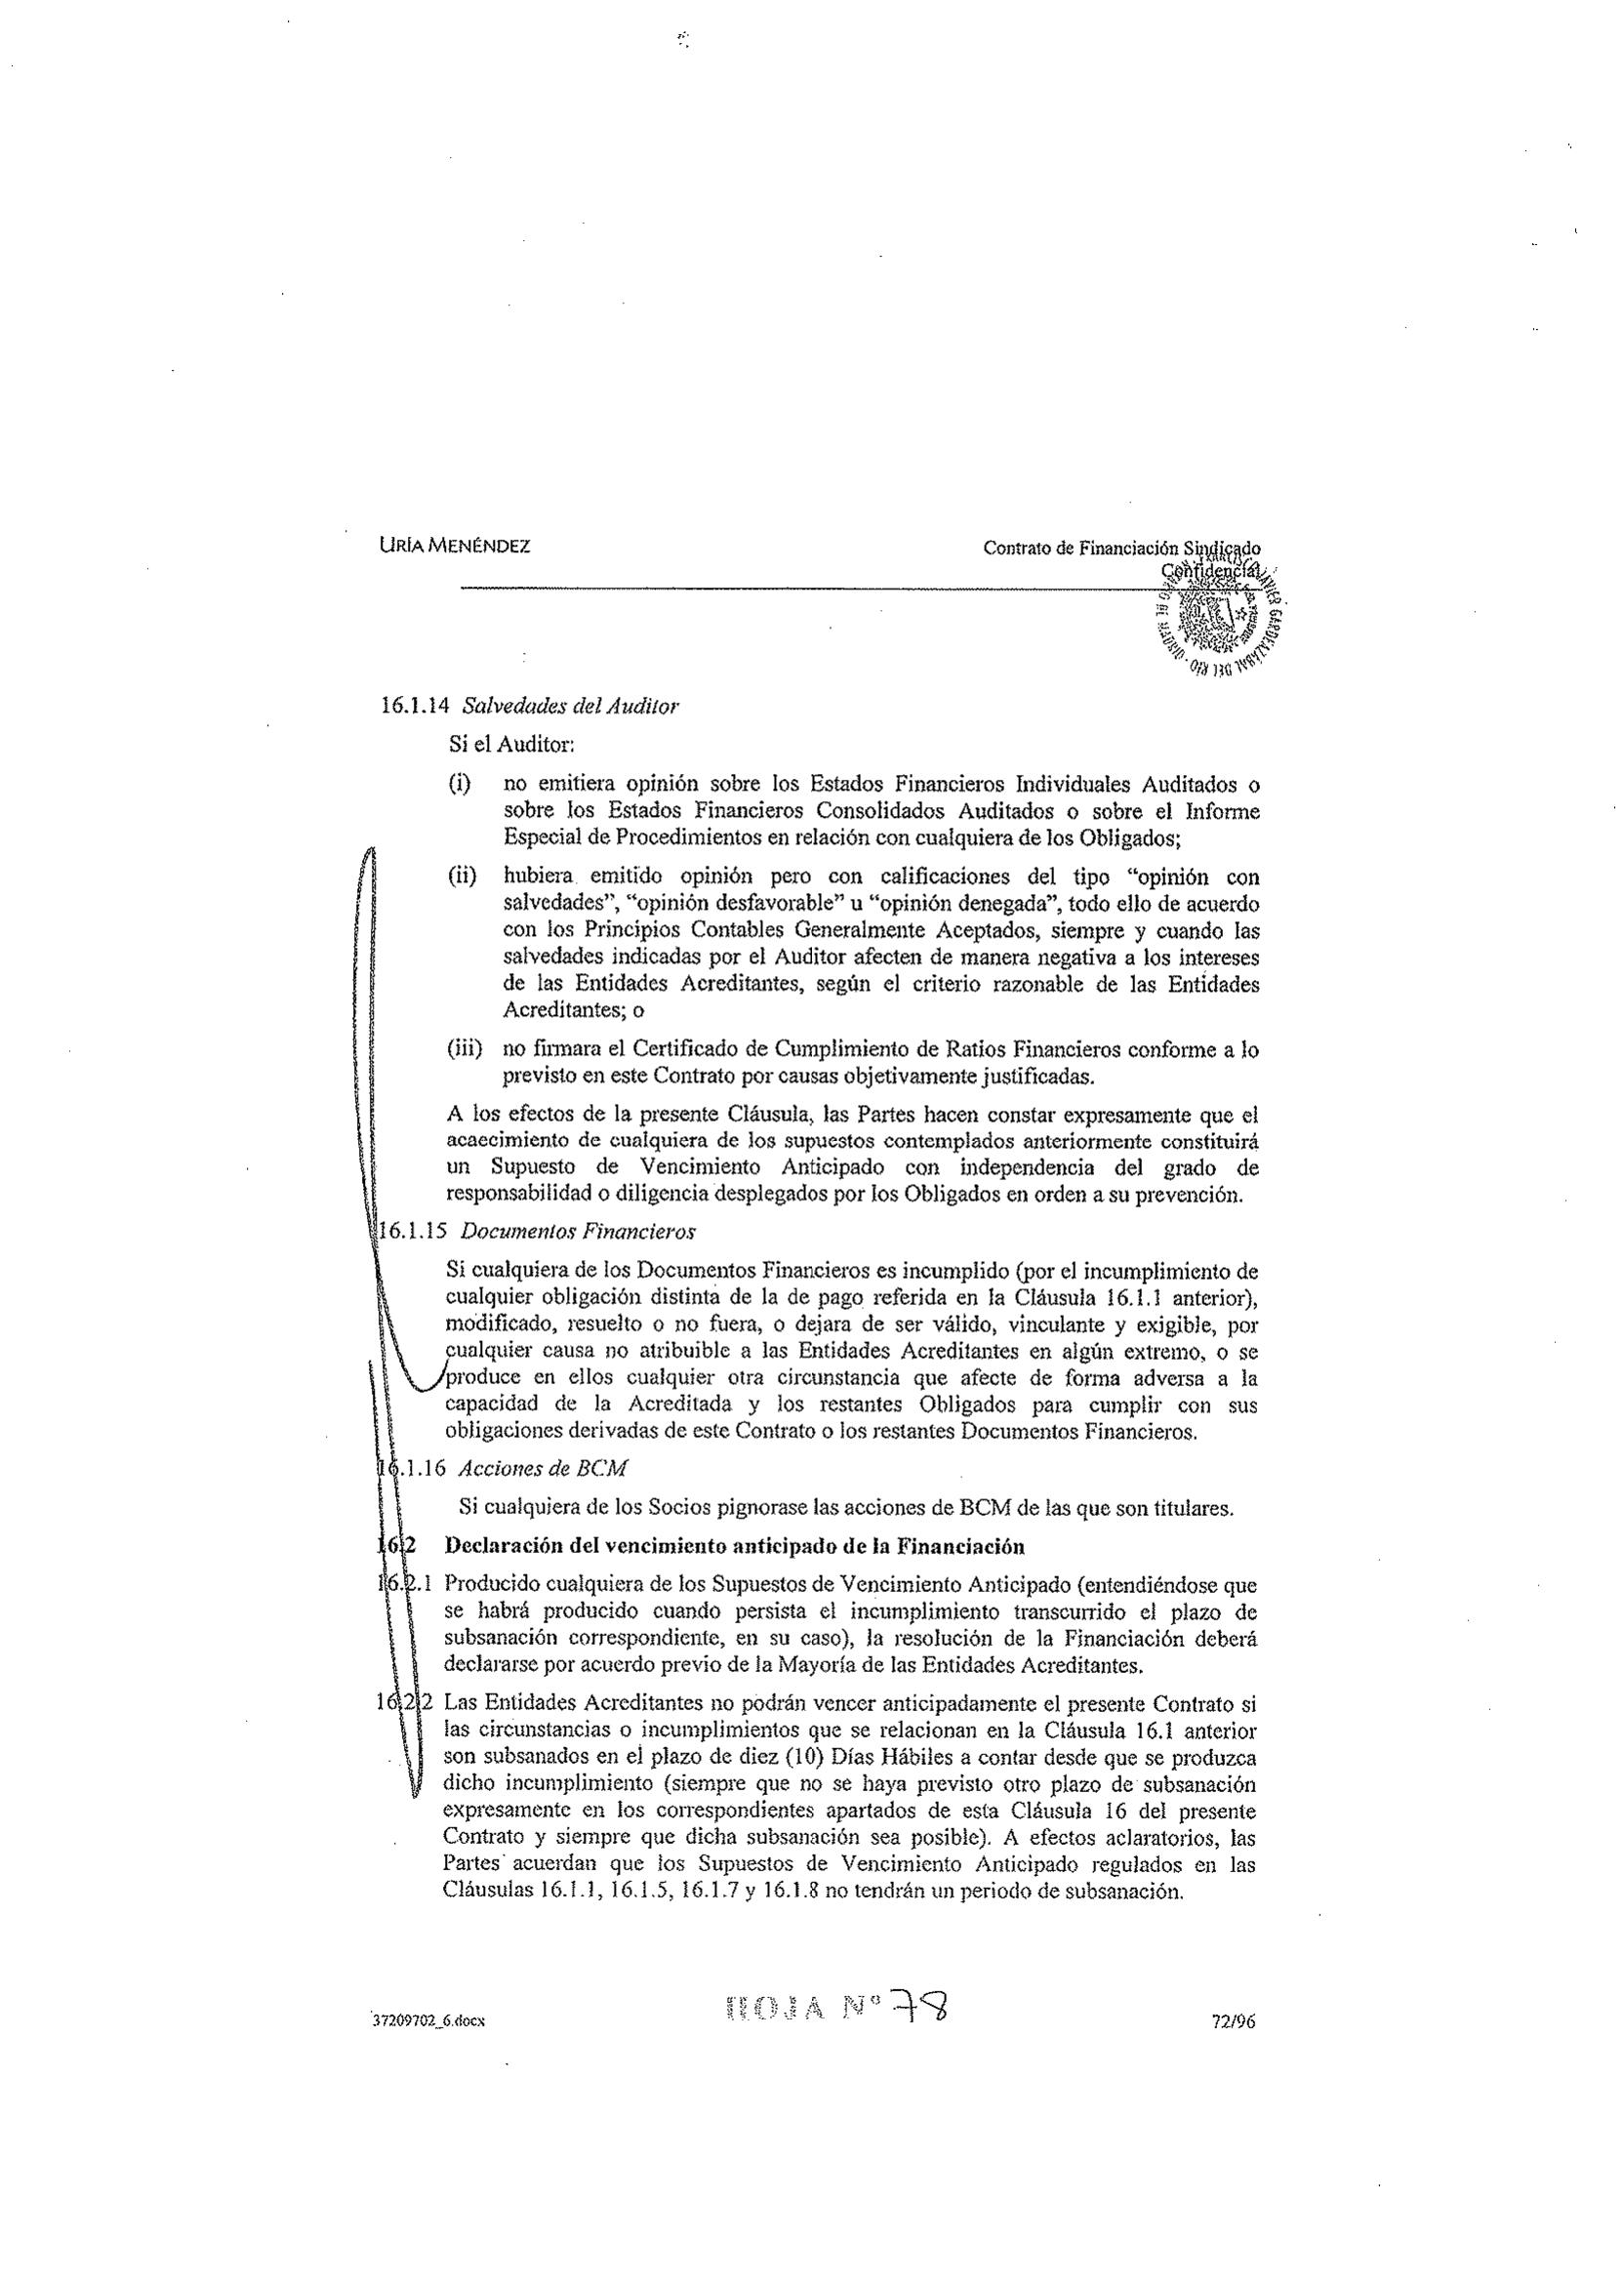 URÍA MENÉNDEZ
Contrato de Financiación Sindicado
Confidencial
16.1.14 Salvedades del Auditor
Si el Auditor:
(i) no emitiera opinión sobre los Estados Financieros Individuales Auditados o
sobre los Estados Financieros Consolidados Auditados o sobre el Informe
Especial de Procedimientos en relación con cualquiera de los Obligados;
(ii) hubiera emitido opinión pero con calificaciones del tipo “opinión con
salvedades”, “opinión desfavorable” u “opinión denegada”, todo ello de acuerdo
con los Principios Contables Generalmente Aceptados, siempre y cuando las
salvedades indicadas por el Auditor afecten de manera negativa a los intereses
de las Entidades Acreditantes, según el criterio razonable de las Entidades
Acreditantes; o
(iii) no firmara el Certificado de Cumplimiento de Ratios Financieros conforme a lo
previsto en este Contrato por causas objetivamente justificadas.
A los efectos de la presente Cláusula, las Partes hacen constar expresamente que el
acaecimiento de cualquiera de los supuestos contemplados anteriormente constituirá
un Supuesto de Vencimiento Anticipado con independencia del grado de
responsabilidad o diligencia desplegados por los Obligados en orden a su prevención.
16.1.15 Documentos Financieros
Si cualquiera de los Documentos Financieros es incumplido (por el incumplimiento de
cualquier obligación distinta de la de pago referida en la Cláusula 16.1.1 anterior),
modificado, resuelto o no fuera, o dejara de ser válido, vinculante y exigible, por
cualquier causa no atribuible a las Entidades Acreditantes en algún extremo, o se
produce en ellos cualquier otra circunstancia que afecte de forma adversa a la
capacidad de la Acreditada y los restantes Obligados para cumplir con sus
obligaciones derivadas de este Contrato o los restantes Documentos Financieros.
16.1.16 Acciones de BCM
Si cualquiera de los Socios pignorase las acciones de BCM de las que son titulares.
16.2 Declaración del vencimiento anticipado de la Financiación
16.2.1 Producido cualquiera de los Supuestos de Vencimiento Anticipado (entendiéndose que
se habrá producido cuando persista el incumplimiento transcurrido el plazo de
subsanación correspondiente, en su caso), la resolución de la Financiación deberá
declararse por acuerdo previo de la Mayoría de las Entidades Acreditantes.
16.2.2 Las Entidades Acreditantes no podrán vencer anticipadamente el presente Contrato si
las circunstancias o incumplimientos que se relacionan en la Cláusula 16.1 anterior
son subsanados en el plazo de diez (10) Días Hábiles a contar desde que se produzca
dicho incumplimiento (siempre que no se haya previsto otro plazo de subsanación
expresamente en los correspondientes apartados de esta Cláusula 16 del presente
Contrato y siempre que dicha subsanación sea posible). A efectos aclaratorios, las
Partes acuerdan que los Supuestos de Vencimiento Anticipado regulados en las
Cláusulas 16.1.1, 16.1.5, 16.1.7 y 16.1.8 no tendrán un periodo de subsanación.
HOJA Nº 78
37209702_6.docx
72/96